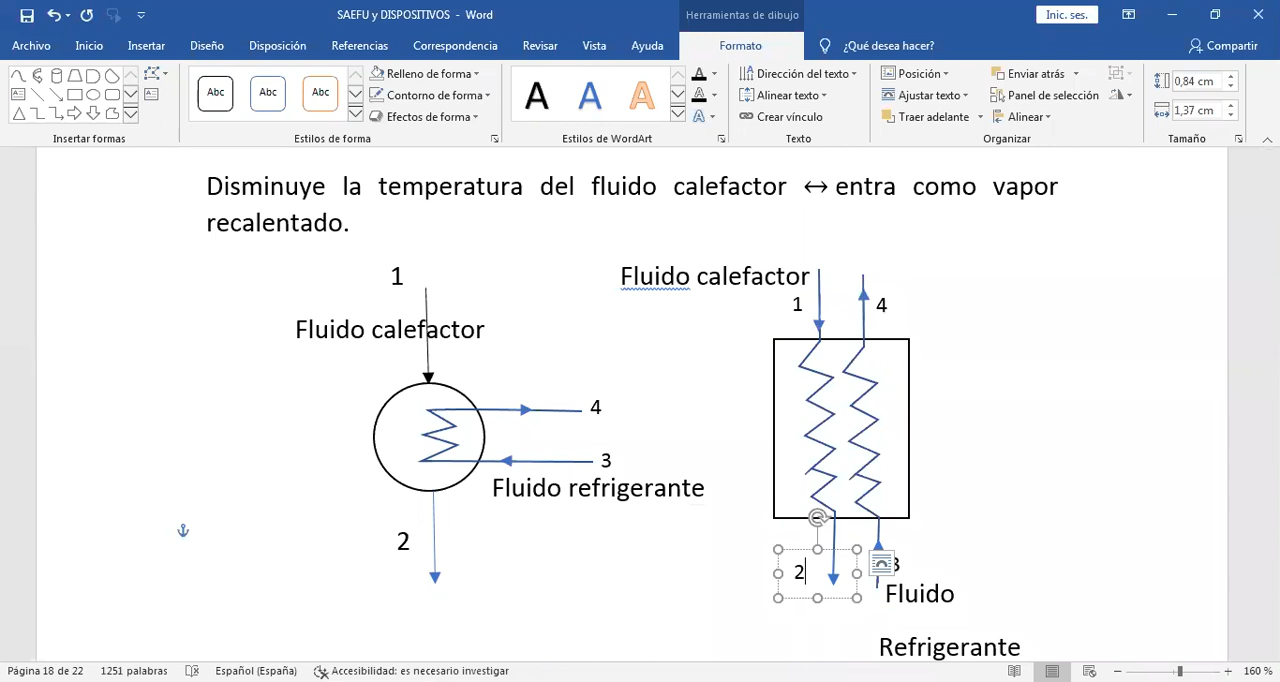 SAEFU y DISPOSITIVOS - Word
Herramientas de dibujo
Inic. ses.
Archivo Inicio Insertar Diseño Disposición Referencias Correspondencia Revisar Vista Ayuda Formato ¿Qué desea hacer? Compartir
Abc Abc Abc
Relleno de forma
Contorno de forma
Efectos de forma
A A A
Dirección del texto
Alinear texto
Crear vínculo
Posición
Ajustar texto
Traer adelante
Enviar atrás
Panel de selección
Alinear
0,84 cm
1,37 cm
Insertar formas Estilos de forma Estilos de WordArt Texto Organizar Tamaño
Disminuye la temperatura del fluido calefactor ↔ entra como vapor
recalentado.
1
Fluido calefactor
4
3
Fluido refrigerante
2
Fluido calefactor
1
4
2
3
Fluido
Refrigerante
Página 18 de 22 1251 palabras Español (España) Accesibilidad: es necesario investigar 160 %